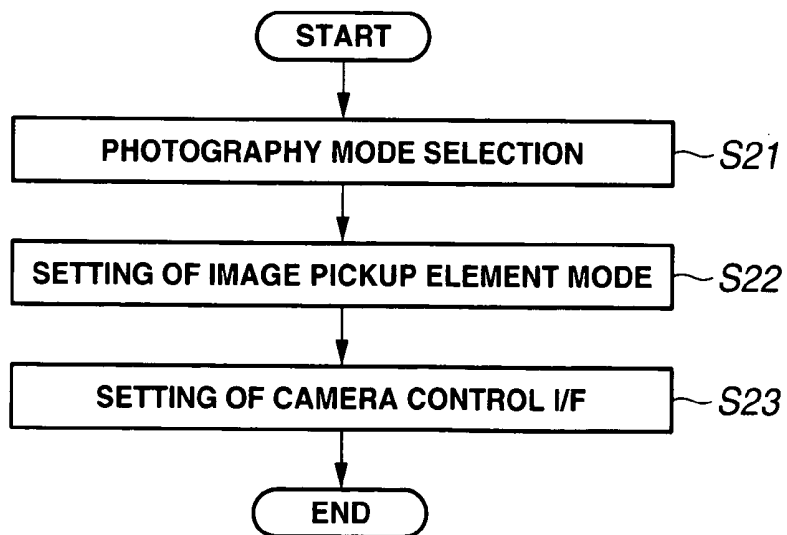 START
PHOTOGRAPHY MODE SELECTION
S21
SETTING OF IMAGE PICKUP ELEMENT MODE
S22
SETTING OF CAMERA CONTROL I/F
S23
END